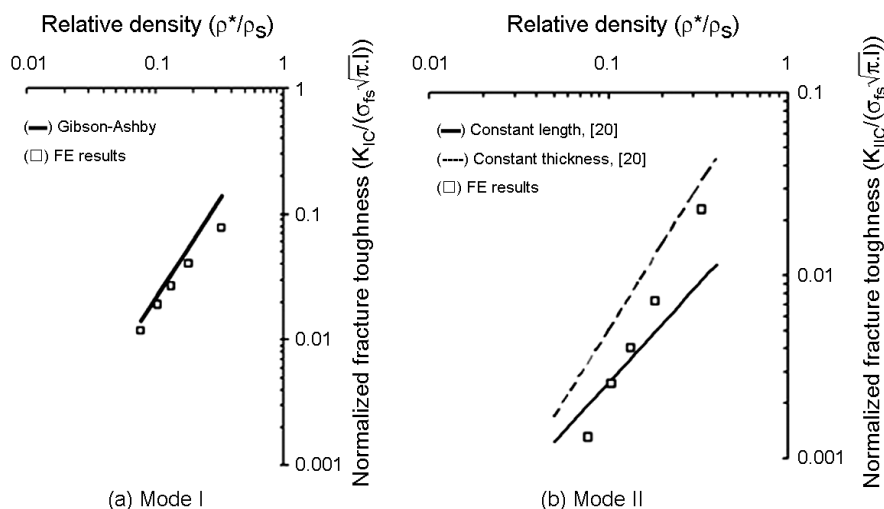 Relative density (ρ*/ρS)
0.01 0.1 1
1
0.1
0.01
0.001
(▬) Gibson-Ashby
(□) FE results
Normalized fracture toughness (KIC/(σfs√π.l))
(a) Mode I
Relative density (ρ*/ρS)
0.01 0.1 1
0.1
0.01
0.001
(—) Constant length, [20]
(----) Constant thickness, [20]
(□) FE results
Normalized fracture toughness (KIIC/(σfs√π.l))
(b) Mode II